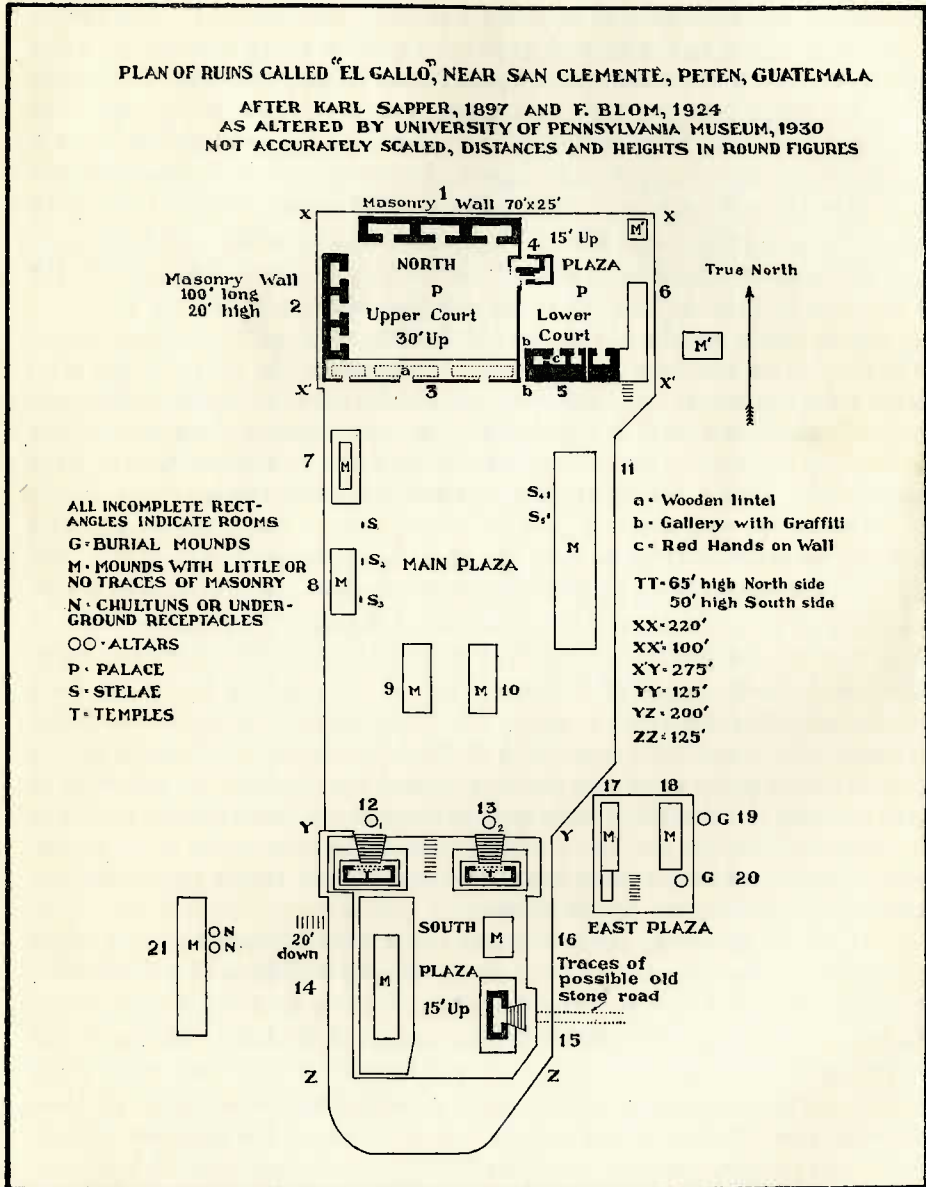 PLAN OF RUINS CALLED "EL GALLO", NEAR SAN CLEMENTE, PETEN, GUATEMALA
AFTER KARL SAPPER, 1897 AND F. BLOM, 1924
AS ALTERED BY UNIVERSITY OF PENNSYLVANIA MUSEUM, 1930
NOT ACCURATELY SCALED, DISTANCES AND HEIGHTS IN ROUND FIGURES
1
Masonry Wall 70'x25'
X
X
M'
4 15' Up
NORTH
PLAZA
True North
Masonry Wall
100' long
20' high
2
P
P
6
Upper Court
30' Up
Lower
Court
M'
b
c
a
X'
3
b
5
X'
7
M
11
S₄
S₅
S₁
8
M
S₂
S₃
MAIN PLAZA
M
ALL INCOMPLETE RECT-
ANGLES INDICATE ROOMS
G = BURIAL MOUNDS
M = MOUNDS WITH LITTLE OR
NO TRACES OF MASONRY
N = CHULTUNS OR UNDER-
GROUND RECEPTACLES
OO = ALTARS
P = PALACE
S = STELAE
T = TEMPLES
a = Wooden lintel
b = Gallery with Graffiti
c = Red Hands on Wall
TT = 65' high North side
50' high South side
XX = 220'
XX' = 100'
X'Y = 275'
YY = 125'
YZ = 200'
ZZ = 125'
9
M
M
10
17
18
12
13
Y
1
2
Y
M
M
G 19
T
T
G 20
EAST PLAZA
21
M
N
N
20'
down
14
M
SOUTH
PLAZA
15' Up
M
16
Traces of
possible old
stone road
15
Z
Z